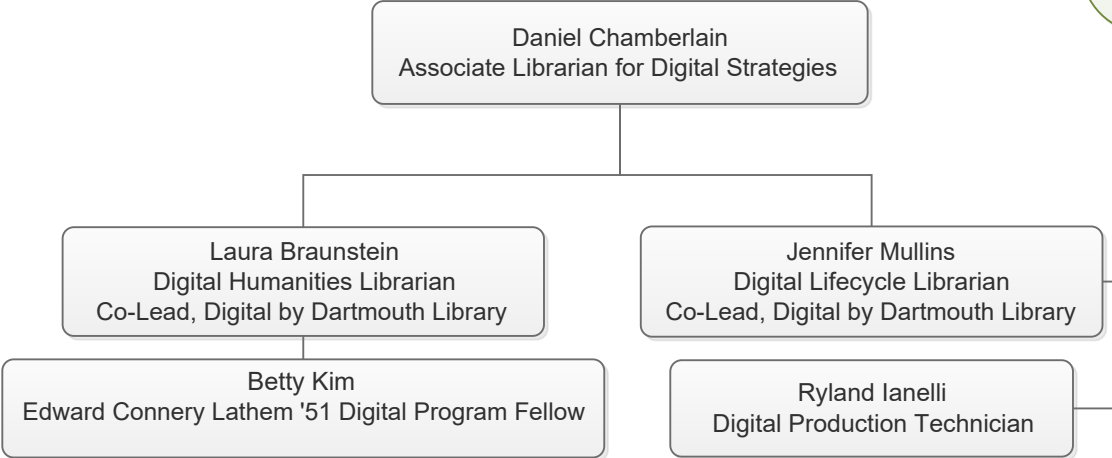 Daniel Chamberlain
Associate Librarian for Digital Strategies
Laura Braunstein
Digital Humanities Librarian
Co-Lead, Digital by Dartmouth Library
Jennifer Mullins
Digital Lifecycle Librarian
Co-Lead, Digital by Dartmouth Library
Betty Kim
Edward Connery Lathem '51 Digital Program Fellow
Ryland Ianelli
Digital Production Technician